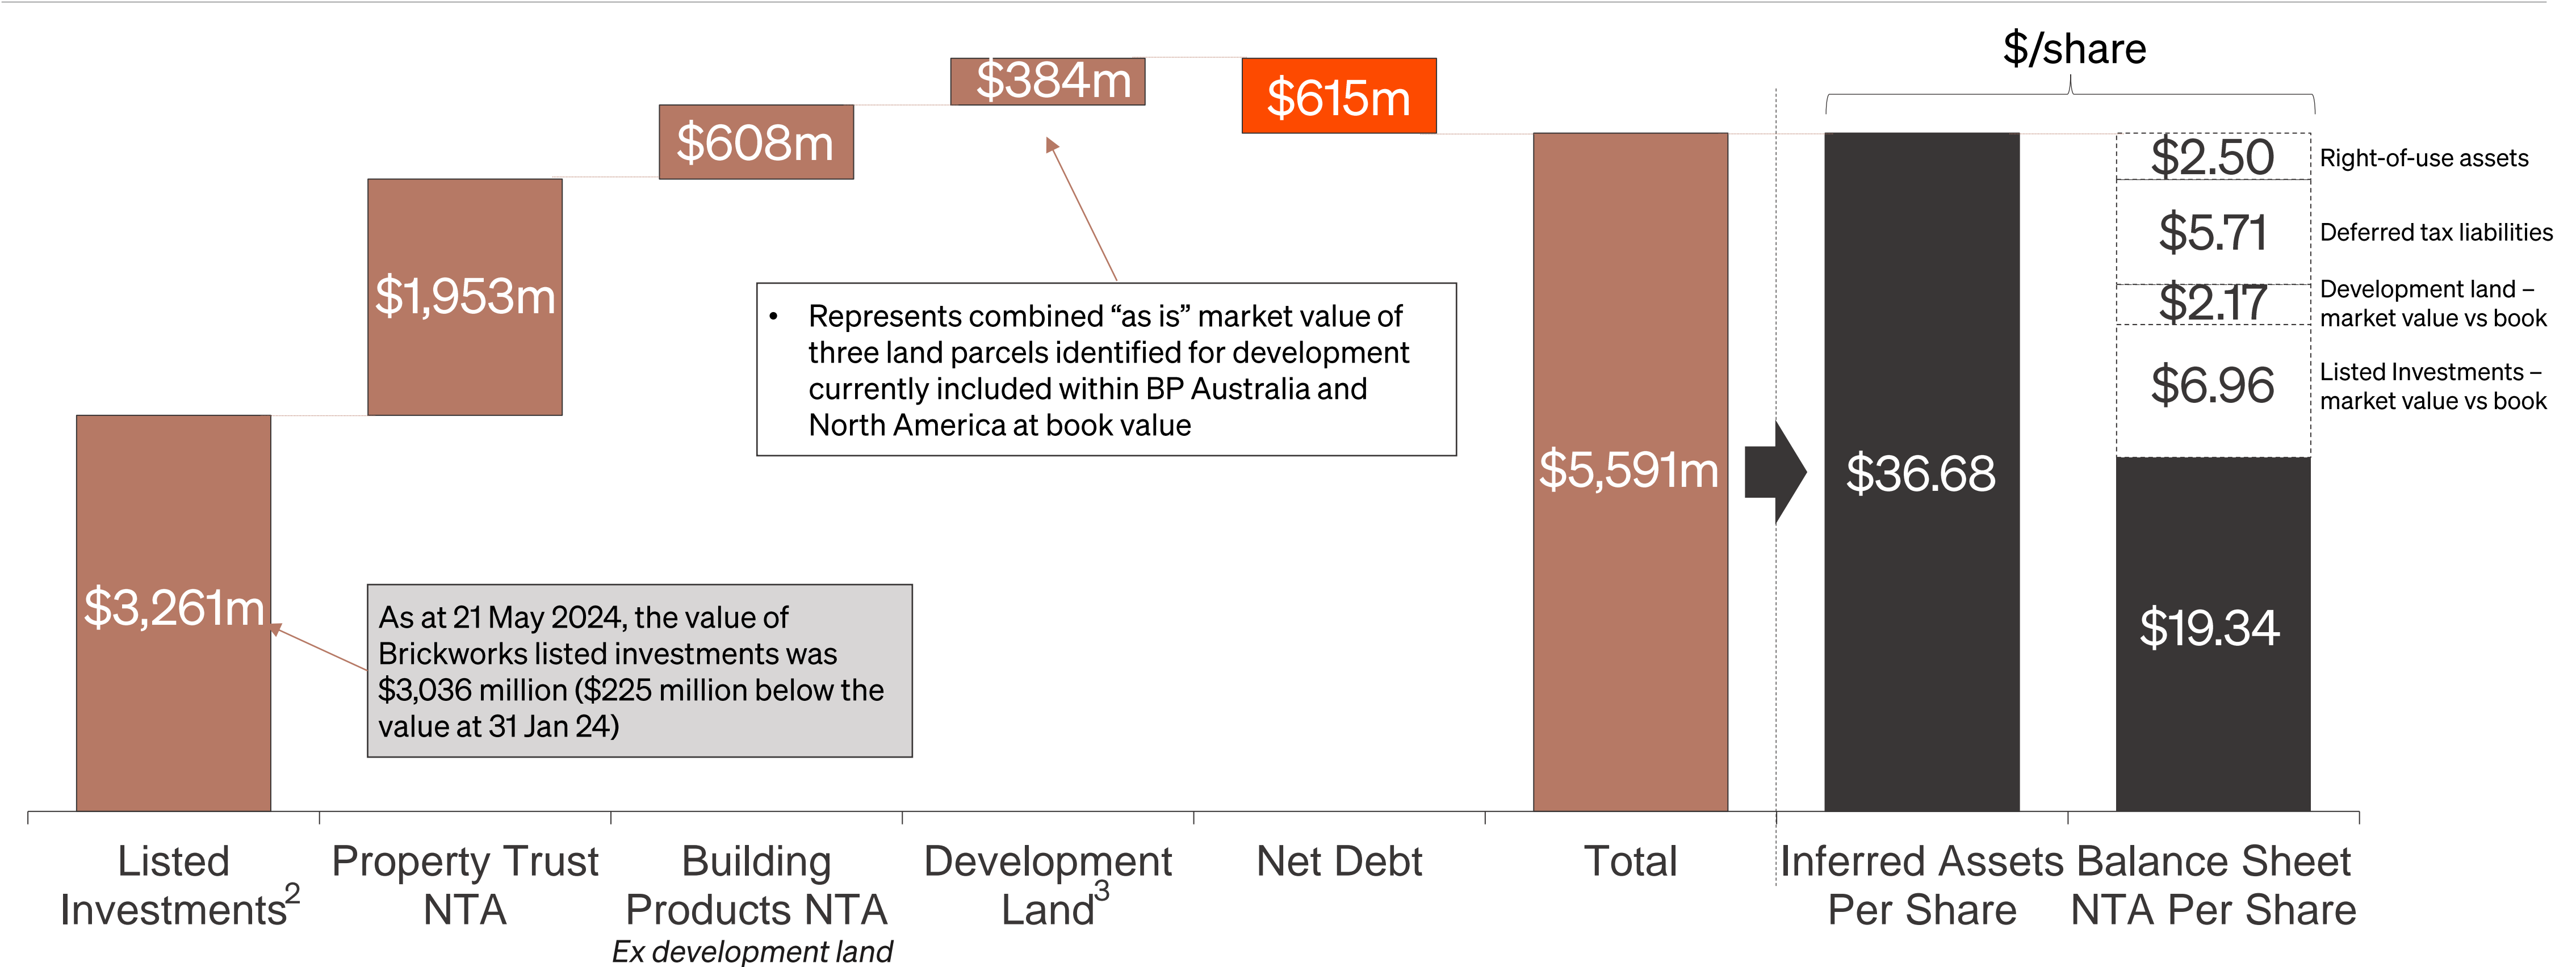 $/share
$384m
$615m
$608m
$1,953m
$3,261m
$5,591m
$36.68
$2.50
Right-of-use assets
$5.71
Deferred tax liabilities
$2.17
Development land –
market value vs book
$6.96
Listed Investments –
market value vs book
$19.34
• Represents combined “as is” market value of
three land parcels identified for development
currently included within BP Australia and
North America at book value
As at 21 May 2024, the value of
Brickworks listed investments was
$3,036 million ($225 million below the
value at 31 Jan 24)
Listed
Investments2
Property Trust
NTA
Building
Products NTA
Ex development land
Development
Land3
Net Debt
Total
Inferred Assets
Per Share
Balance Sheet
NTA Per Share